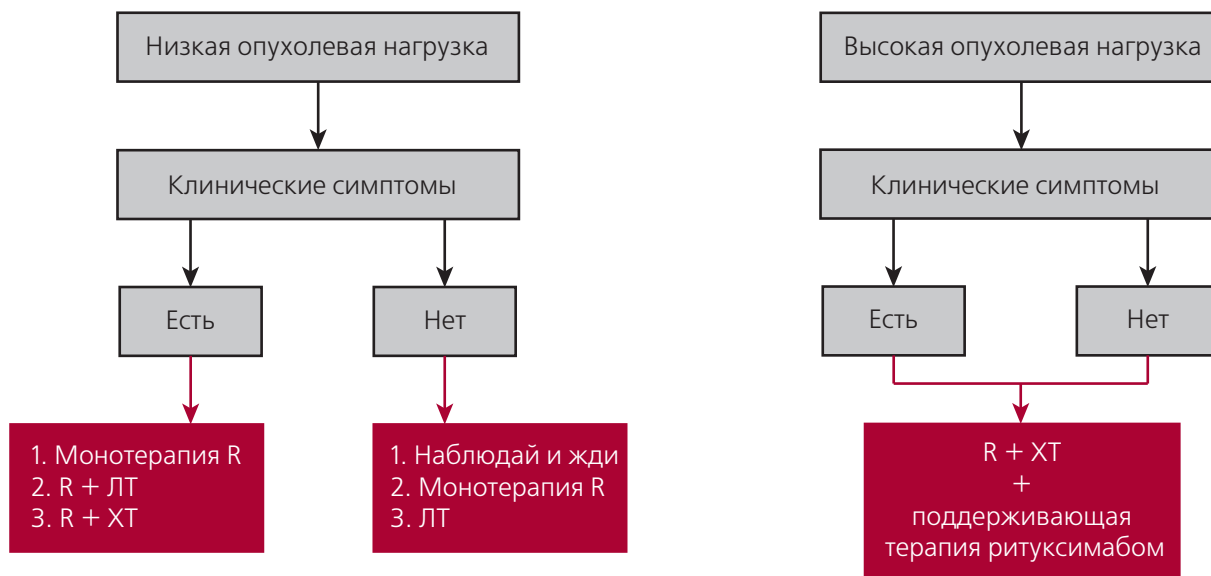 Низкая опухолевая нагрузка
Клинические симптомы
Есть
Нет
1. Монотерапия R
2. R + ЛТ
3. R + ХТ
1. Наблюдай и жди
2. Монотерапия R
3. ЛТ
Высокая опухолевая нагрузка
Клинические симптомы
Есть
Нет
R + ХТ
+
поддерживающая
терапия ритуксимабом